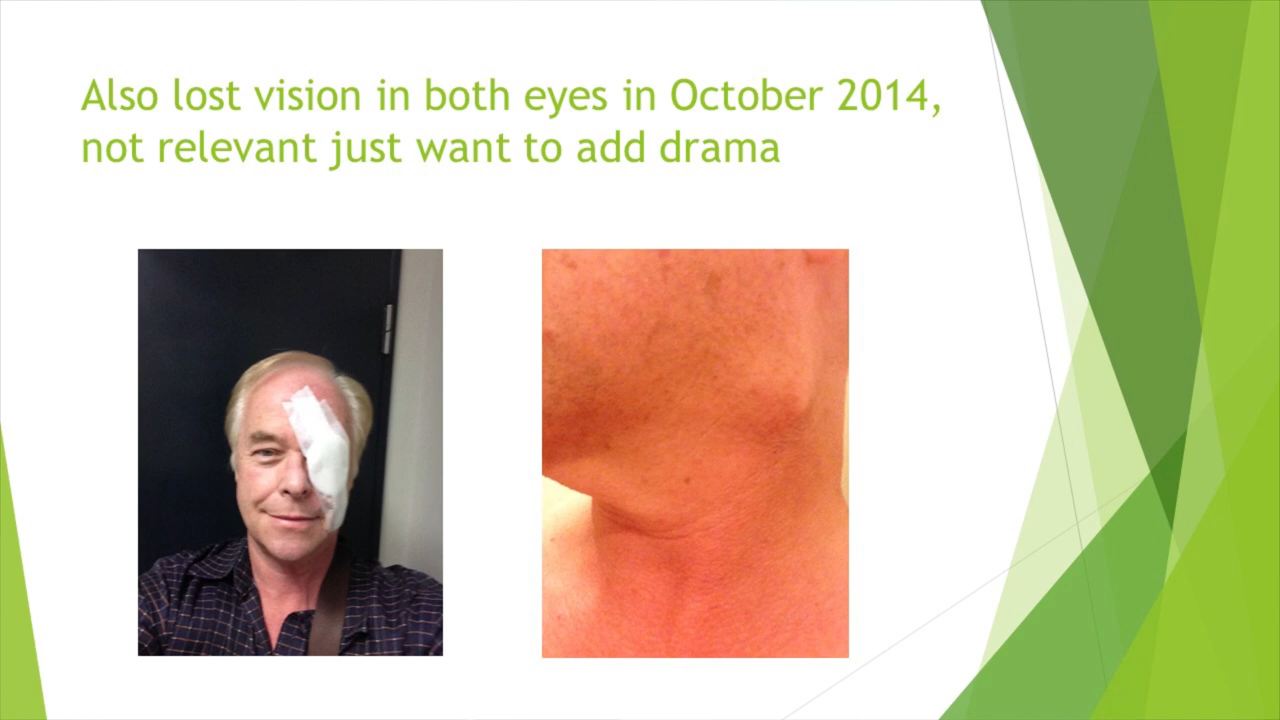 Also lost vision in both eyes in October 2014,
not relevant just want to add drama